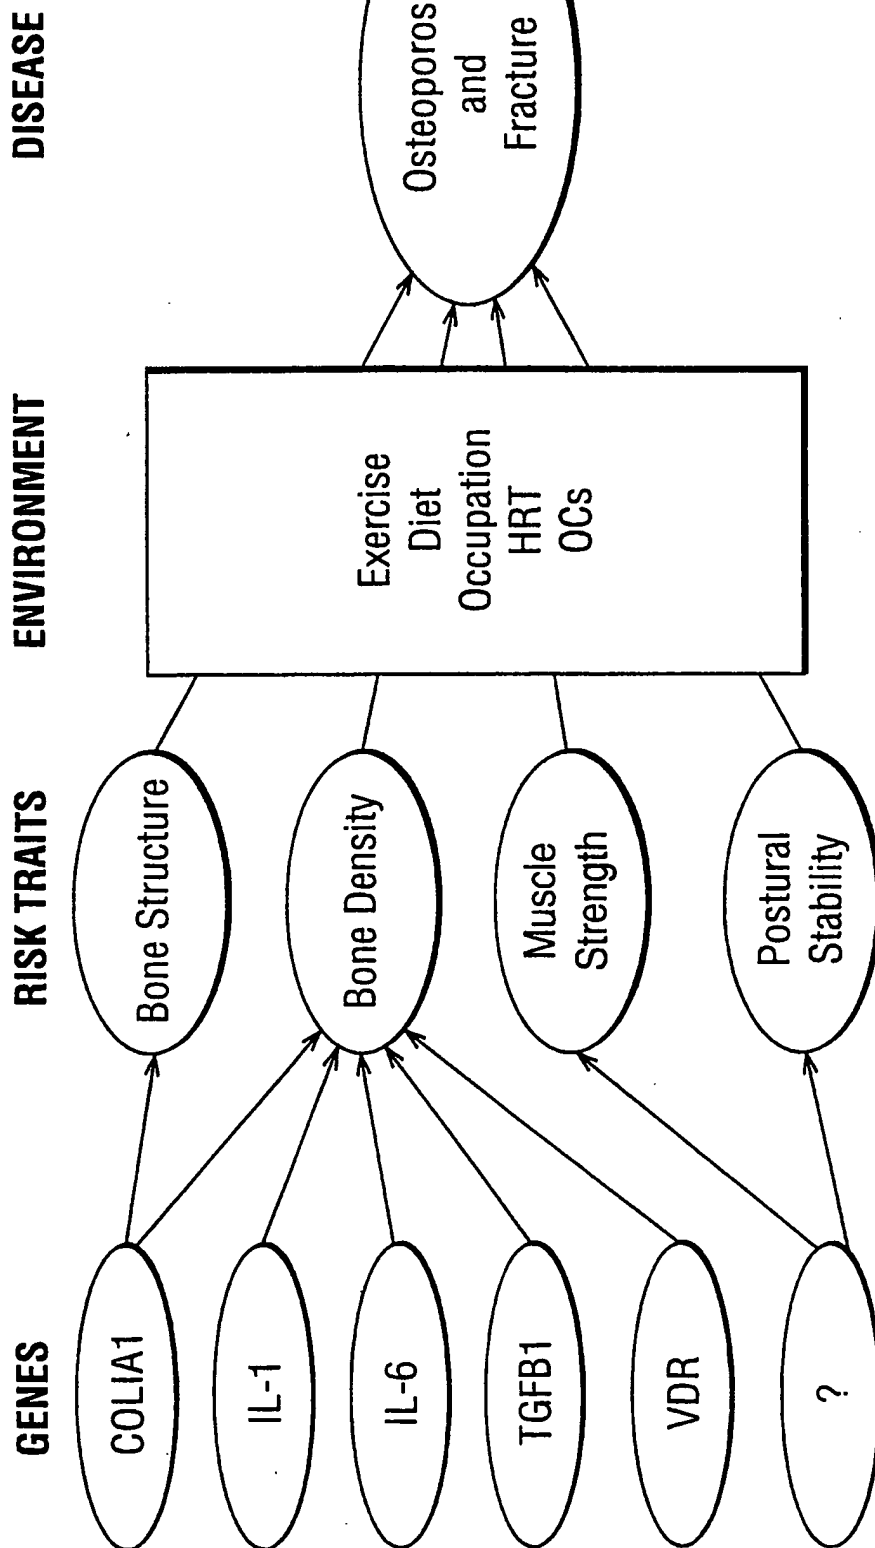 GENES
RISK TRAITS
ENVIRONMENT
DISEASE
COLIA1
IL-1
IL-6
TGFB1
VDR
?
Bone Structure
Bone Density
Muscle
Strength
Postural
Stability
Exercise
Diet
Occupation
HRT
OCs
Osteoporos
and
Fracture